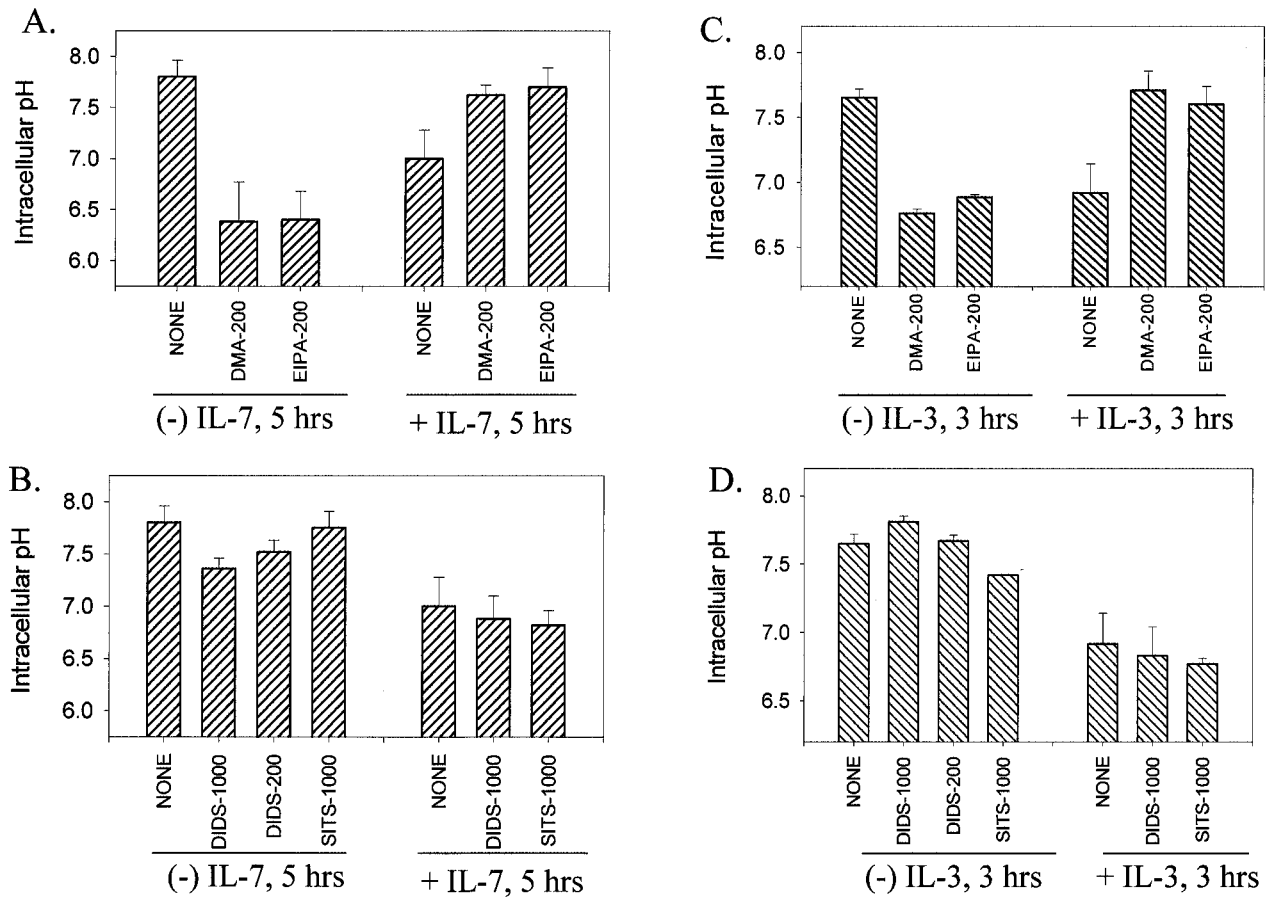 A.
Intracellular pH
8.0
7.5
7.0
6.5
6.0
NONE
DMA-200
EIPA-200
NONE
DMA-200
EIPA-200
(-) IL-7, 5 hrs
+ IL-7, 5 hrs
B.
Intracellular pH
8.0
7.5
7.0
6.5
6.0
NONE
DIDS-1000
DIDS-200
SITS-1000
NONE
DIDS-1000
SITS-1000
(-) IL-7, 5 hrs
+ IL-7, 5 hrs
C.
Intracellular pH
8.0
7.5
7.0
6.5
NONE
DMA-200
EIPA-200
NONE
DMA-200
EIPA-200
(-) IL-3, 3 hrs
+ IL-3, 3 hrs
D.
Intracellular pH
8.0
7.5
7.0
6.5
NONE
DIDS-1000
DIDS-200
SITS-1000
NONE
DIDS-1000
SITS-1000
(-) IL-3, 3 hrs
+ IL-3, 3 hrs